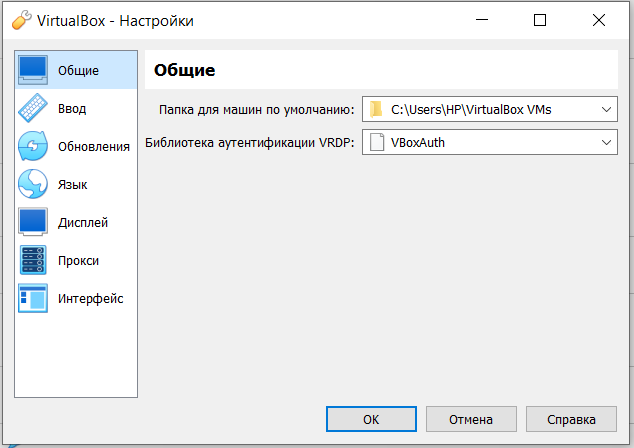 VirtualBox - Настройки
Общие
Ввод
Обновления
Язык
Дисплей
Прокси
Интерфейс
Общие
Папка для машин по умолчанию: C:\Users\HP\VirtualBox VMs
Библиотека аутентификации VRDP: VBoxAuth
OK Отмена Справка